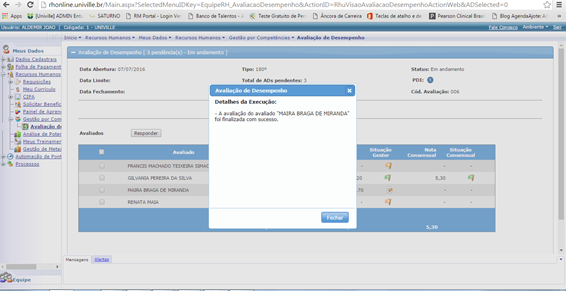 rhonline.univille.br/Main.aspx?SelectedMenuIDKey=EquipeRH_AvaliacaoDesempenho&ActionID=RhuVisaoAvaliacaoDesempenhoActionWeb&ADSelected=0
Apps [Univille] ADMIN Em SATURNO RM Portal - Login Banco de Talentos - Teste Gratuito de Pe Âncora de Carreira Teclas de atalho e d Pearson Clinical Brasil Blog AgendaApte: At
Usuário: ALDEMIR JOAO | Coligada: 1 - UNIVILLE
Fale Conosco Ambiente Sair
Início Recursos Humanos Meus Dados Recursos Humanos Gestão por Competências Avaliação de Desempenho
Meus Dados
Dados Cadastrais
Folha de Pagamento
Recursos Humanos
Requisições
Meu Currículo
CIPA
Solicitar Benefíc
Painel de Apren
Gestão por Com
Avaliação de
Análise de Poten
Meus Treinamen
Gestão de Metas
Automação de Pont
Processos
Equipe
Avaliação de Desempenho [ 3 pendência(s) - Em andamento ]
Data Abertura: 07/07/2016 Tipo: 180º Status: Em andamento
Data Limite: Total de ADs pendentes: 3 PDI:
Data Fechamento: Cód. Avaliação: 006
Avaliação de Desempenho
Detalhes da Execução:
- A avaliação do avaliado "MAIRA BRAGA DE MIRANDA"
foi finalizada com sucesso.
Fechar
Avaliados Responder
Avaliado Situação Gestor Nota Consensual Situação Consensual
FRANCIS MACHADO TEIXEIRA SIMAO - -
GILVANIA PEREIRA DA SILVA 20 5,30
MAIRA BRAGA DE MIRANDA 70 - -
RENATA MAIA - -
5,30
Mensagens Alertas